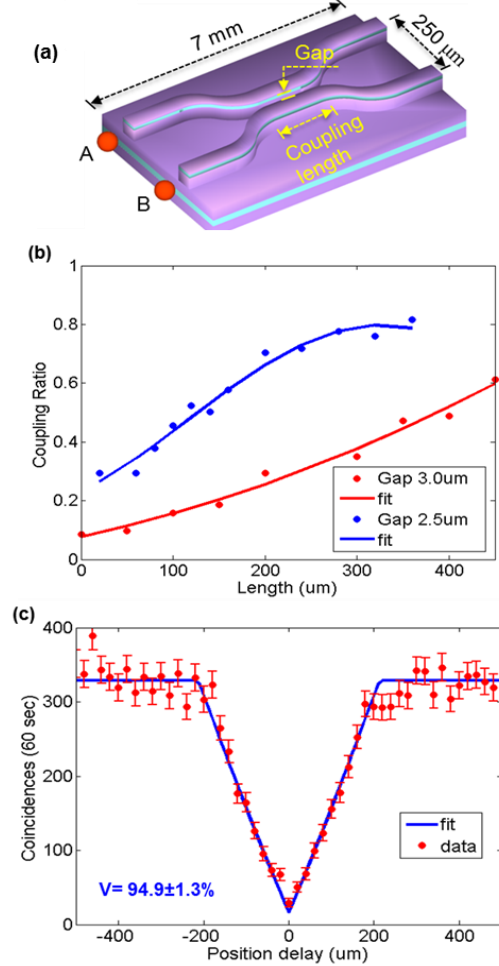 (a)
7 mm
Gap
250 μm
Coupling
length
A
B
(b)
1
0.8
0.6
0.4
0.2
0
Coupling Ratio
Gap 3.0um
fit
Gap 2.5um
fit
0 100 200 300 400
Length (um)
(c)
400
300
200
100
0
Coincidences (60 sec)
fit
data
V= 94.9±1.3%
-400 -200 0 200 400
Position delay (um)